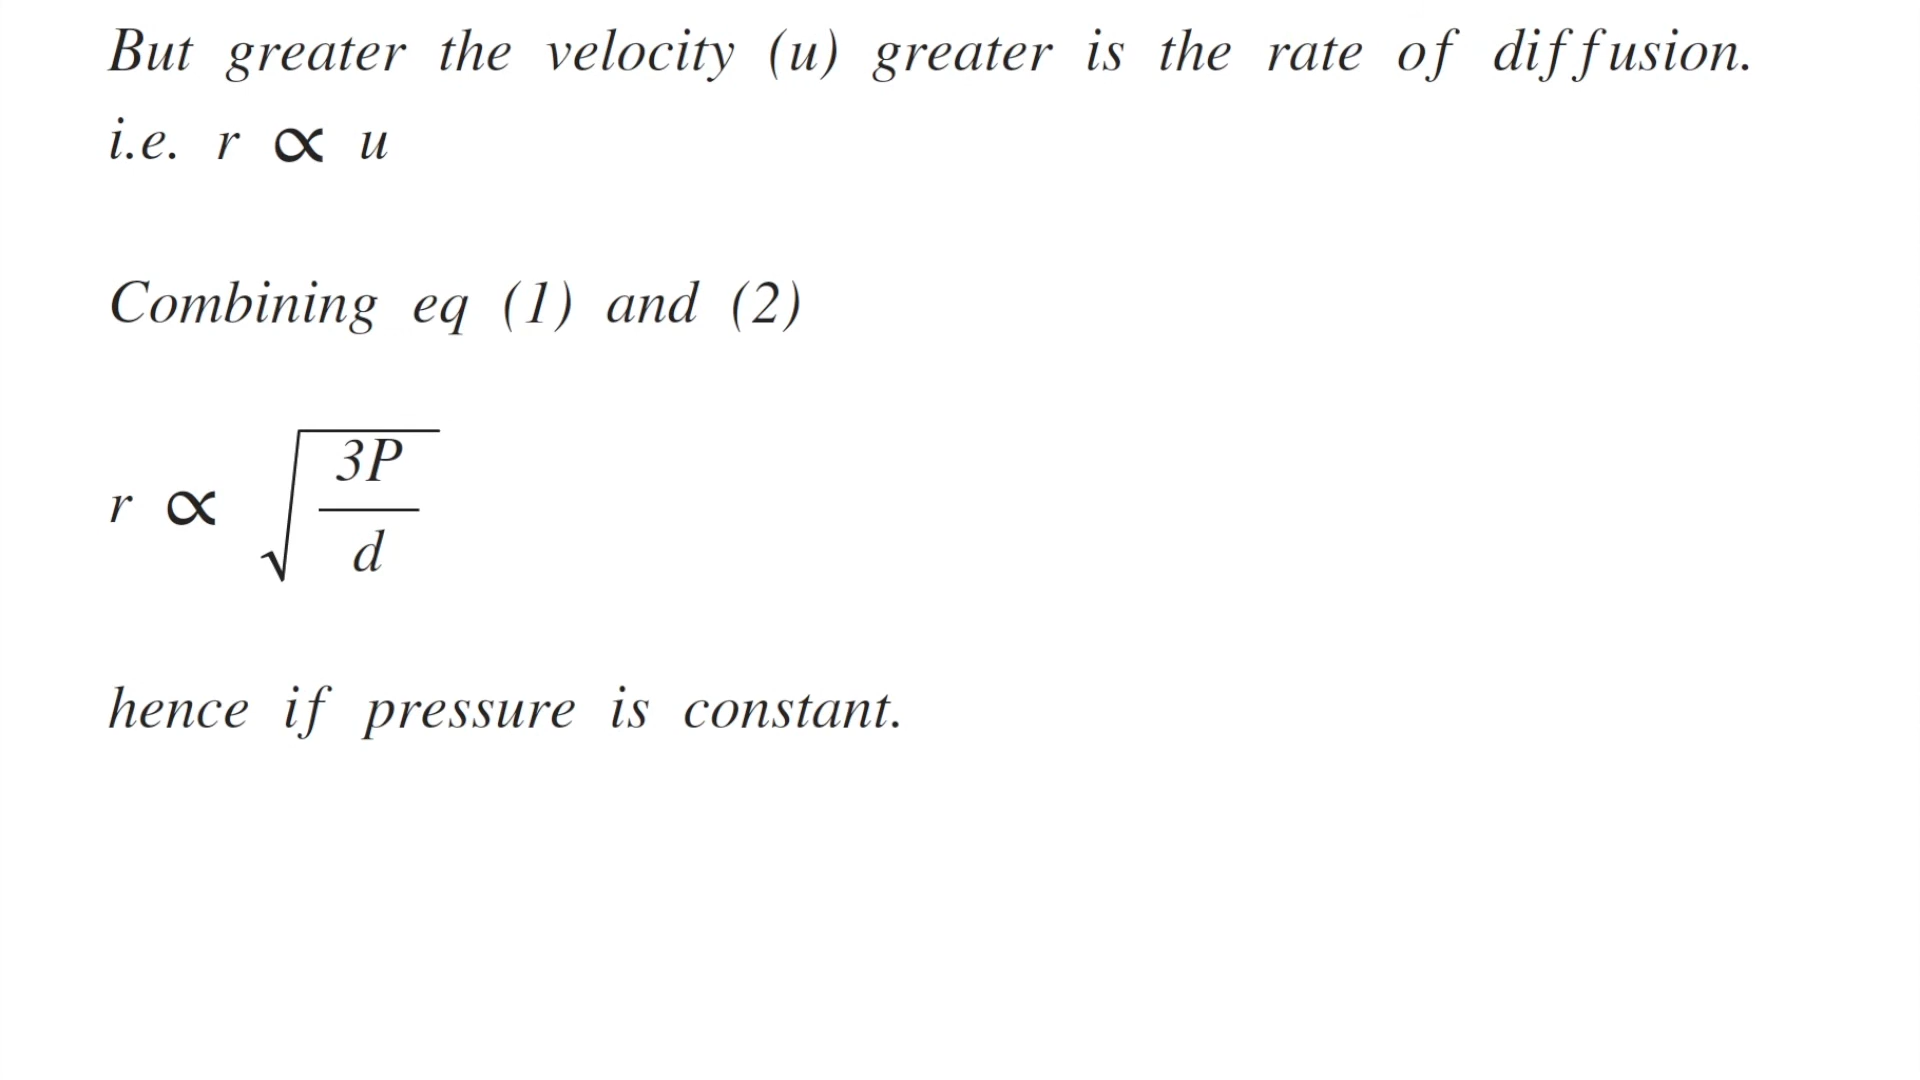 But greater the velocity (u) greater is the rate of diffusion.
i.e. r ∝ u
Combining eq (1) and (2)
r ∝ √(3P/d)
hence if pressure is constant.